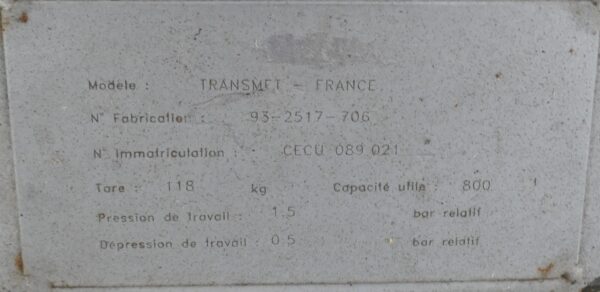 Modèle : TRANSMET - FRANCE
N° Fabrication : 93-2517-706
N° Immatriculation : CECU 089 021
Tare : 118 kg Capacité utile : 800
Pression de travail : 1.5 bar relatif
Dépression de travail : 0.5 bar relatif